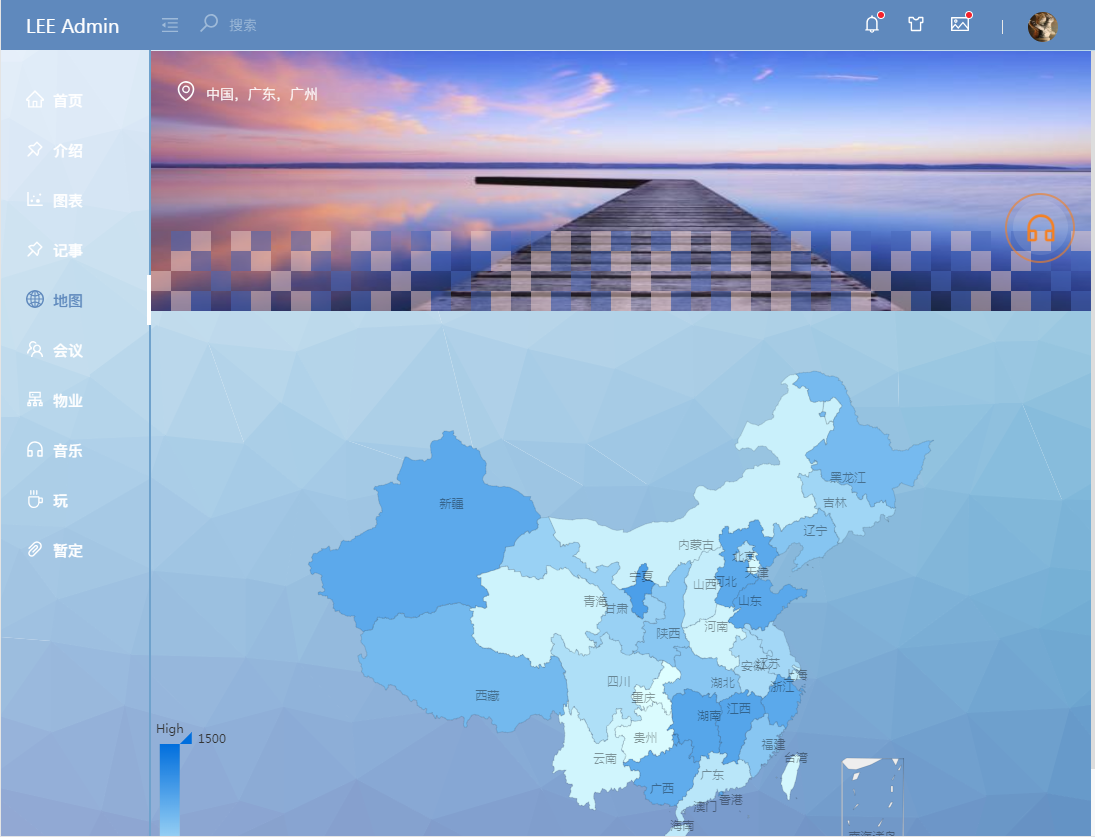 LEE Admin
搜索
首页
介绍
图表
记事
地图
会议
物业
音乐
玩
暂定
中国，广东，广州
黑龙江
新疆
吉林
辽宁
内蒙古
北京
天津
宁夏
山西
河北
青海
甘肃
山东
河南
陕西
安徽
江苏
上海
四川
湖北
浙江
西藏
重庆
湖南
江西
贵州
福建
云南
台湾
广东
广西
香港
澳门
海南
南海诸岛
High
1500